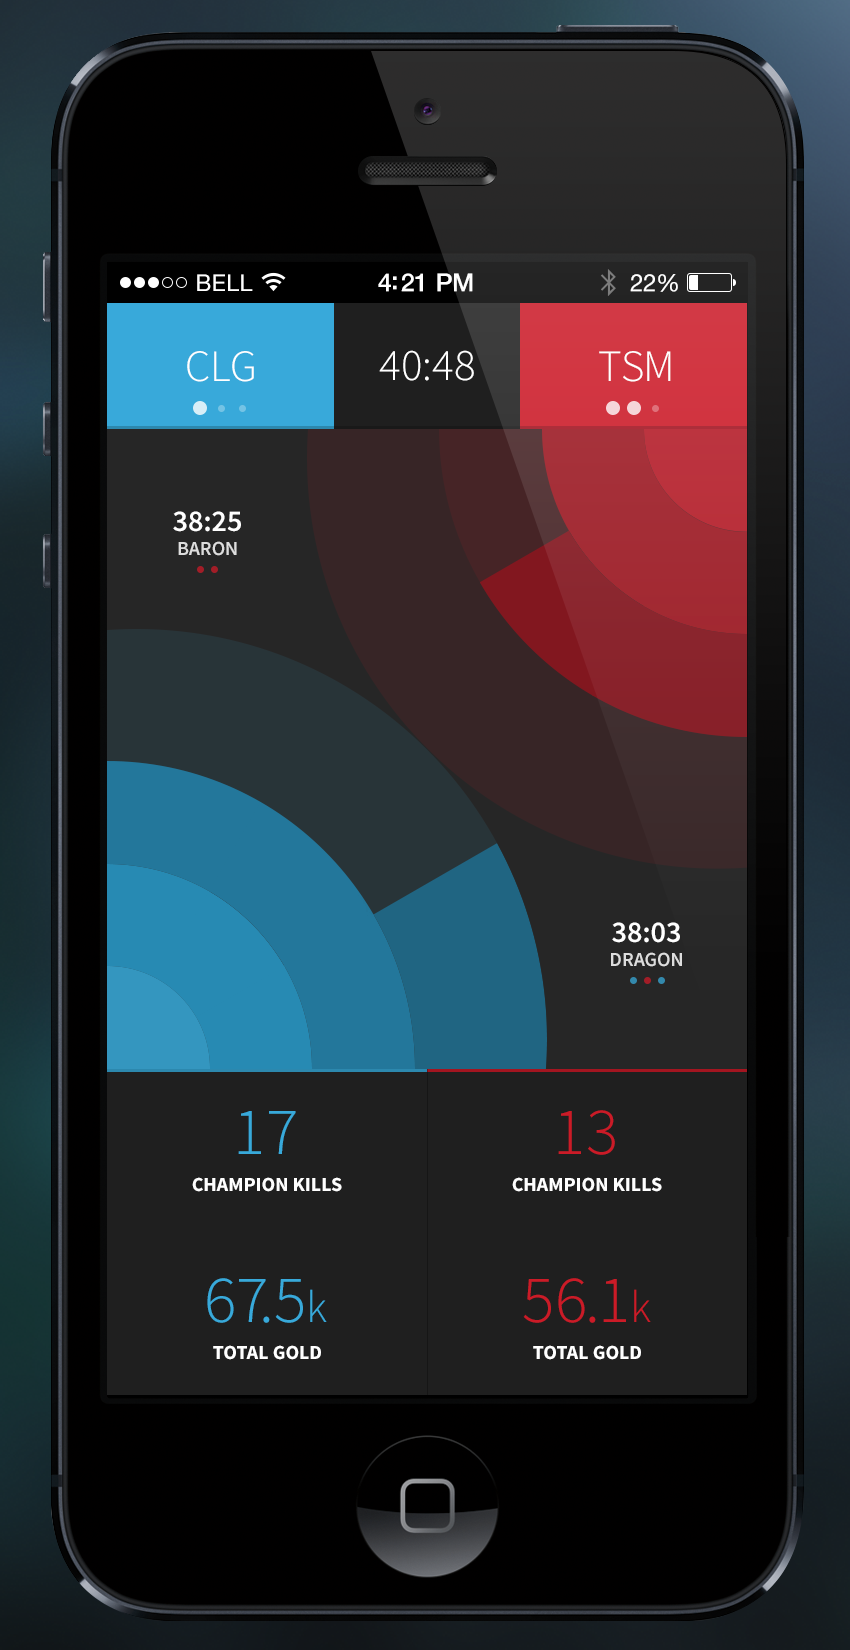 BELL 4:21 PM 22%
CLG 40:48 TSM
38:25
BARON
38:03
DRAGON
17 13
CHAMPION KILLS CHAMPION KILLS
67.5k 56.1k
TOTAL GOLD TOTAL GOLD